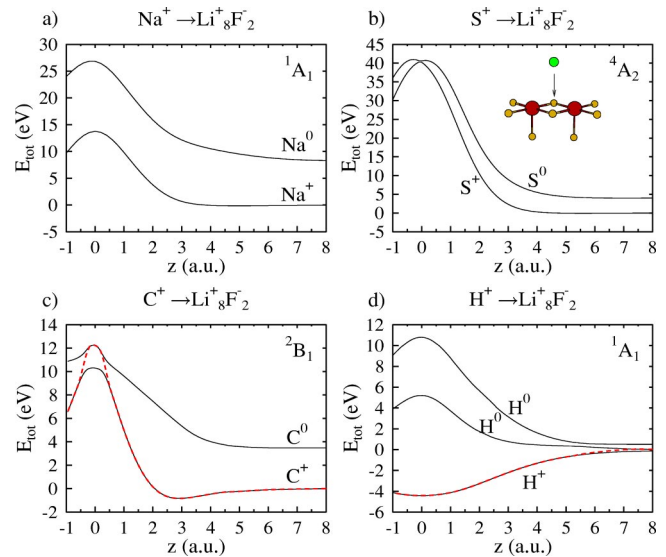 a) Na⁺→Li⁺₈F⁻₂
¹A₁
Na⁰
Na⁺
E_tot (eV)
35
30
25
20
15
10
5
0
-5
-1 0 1 2 3 4 5 6 7 8
z (a.u.)
b) S⁺→Li⁺₈F⁻₂
⁴A₂
S⁰
S⁺
E_tot (eV)
45
40
35
30
25
20
15
10
5
0
-5
-1 0 1 2 3 4 5 6 7 8
z (a.u.)
c) C⁺→Li⁺₈F⁻₂
²B₁
C⁰
C⁺
E_tot (eV)
14
12
10
8
6
4
2
0
-2
-1 0 1 2 3 4 5 6 7 8
z (a.u.)
d) H⁺→Li⁺₈F⁻₂
¹A₁
H⁰
H⁰
H⁺
E_tot (eV)
12
10
8
6
4
2
0
-2
-4
-6
-1 0 1 2 3 4 5 6 7 8
z (a.u.)